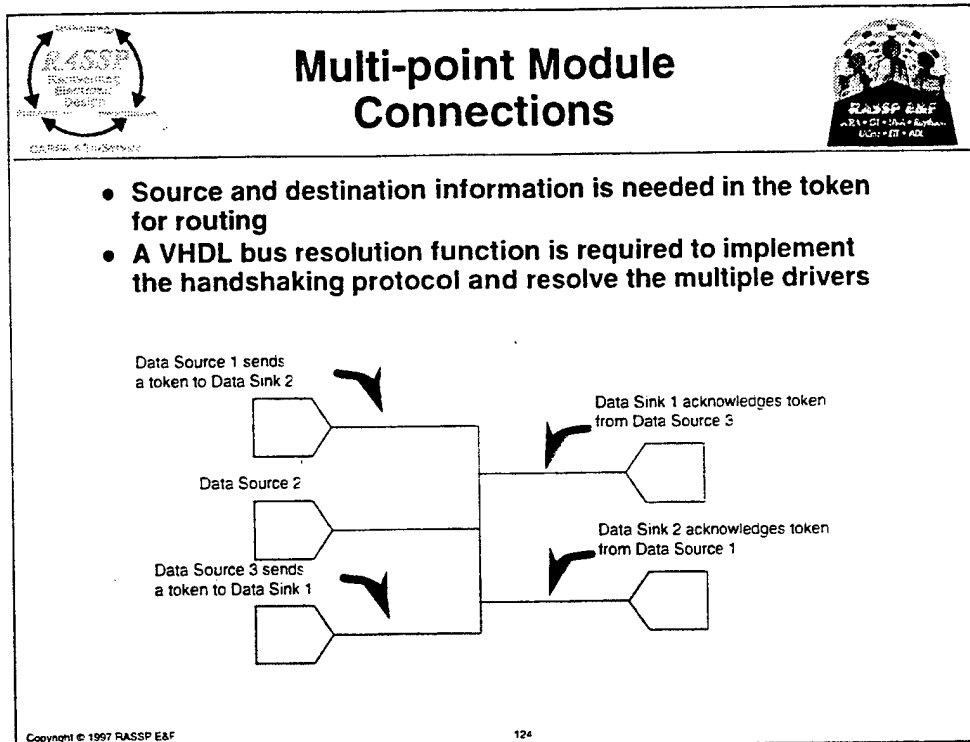 RASSP
Reinventing
Electronic
Design
Multi-point Module
Connections
RASSP E&F
• Source and destination information is needed in the token
for routing
• A VHDL bus resolution function is required to implement
the handshaking protocol and resolve the multiple drivers
Data Source 1 sends
a token to Data Sink 2
Data Sink 1 acknowledges token
from Data Source 3
Data Source 2
Data Sink 2 acknowledges token
from Data Source 1
Data Source 3 sends
a token to Data Sink 1
Copyright © 1997 RASSP E&F
124